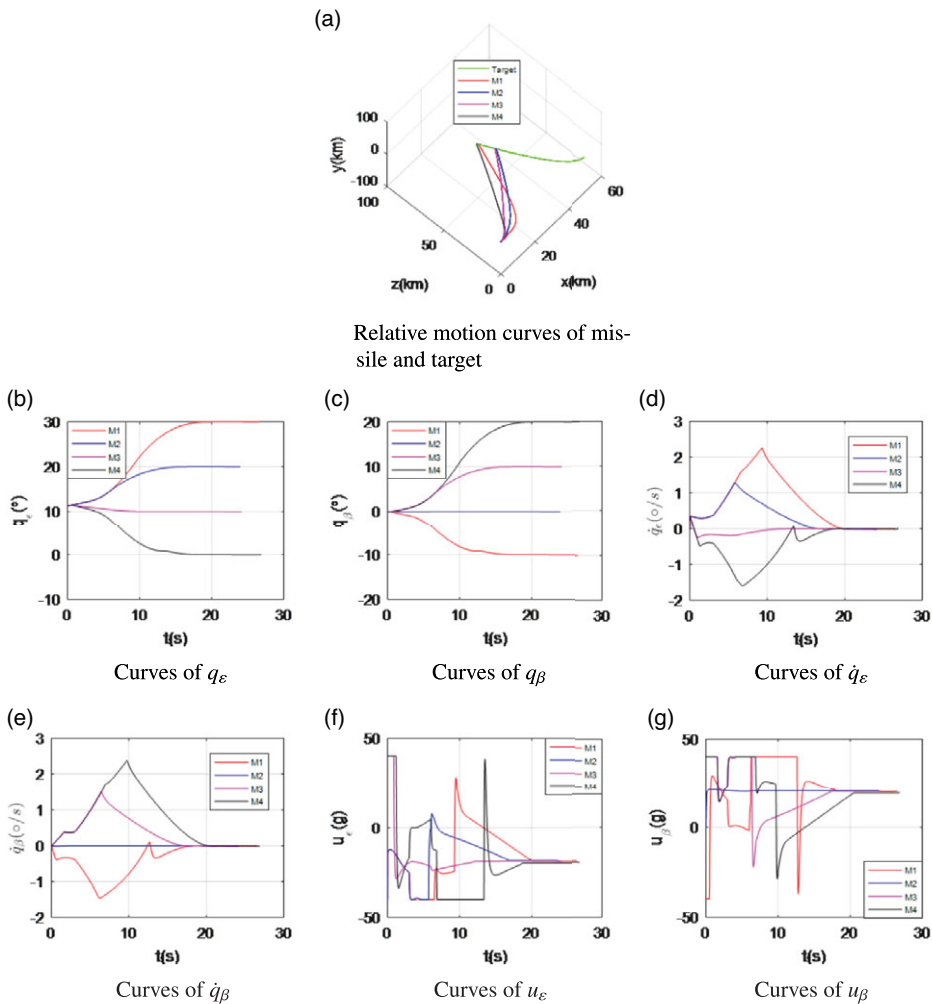 (a)
Target
M1
M2
M3
M4
100
0
-100
y(km)
100
50
0
z(km)
0
20
40
60
x(km)
Relative motion curves of mis-
sile and target
(b)
M1
M2
M3
M4
30
20
10
0
-10
qε(°)
0 10 20 30
t(s)
Curves of qε
(c)
M1
M2
M3
M4
20
10
0
-10
20
qβ(°)
0 10 20 30
t(s)
Curves of qβ
(d)
M1
M2
M3
M4
3
2
1
0
-1
-2
q̇ε(○/s)
0 10 20 30
t(s)
Curves of q̇ε
(e)
M1
M2
M3
M4
3
2
1
0
-1
-2
q̇β(○/s)
0 10 20 30
t(s)
Curves of q̇β
(f)
M1
M2
M3
M4
50
0
-50
uε(g)
0 10 20 30
t(s)
Curves of uε
(g)
M1
M2
M3
M4
50
0
-50
uβ(g)
0 10 20 30
t(s)
Curves of uβ